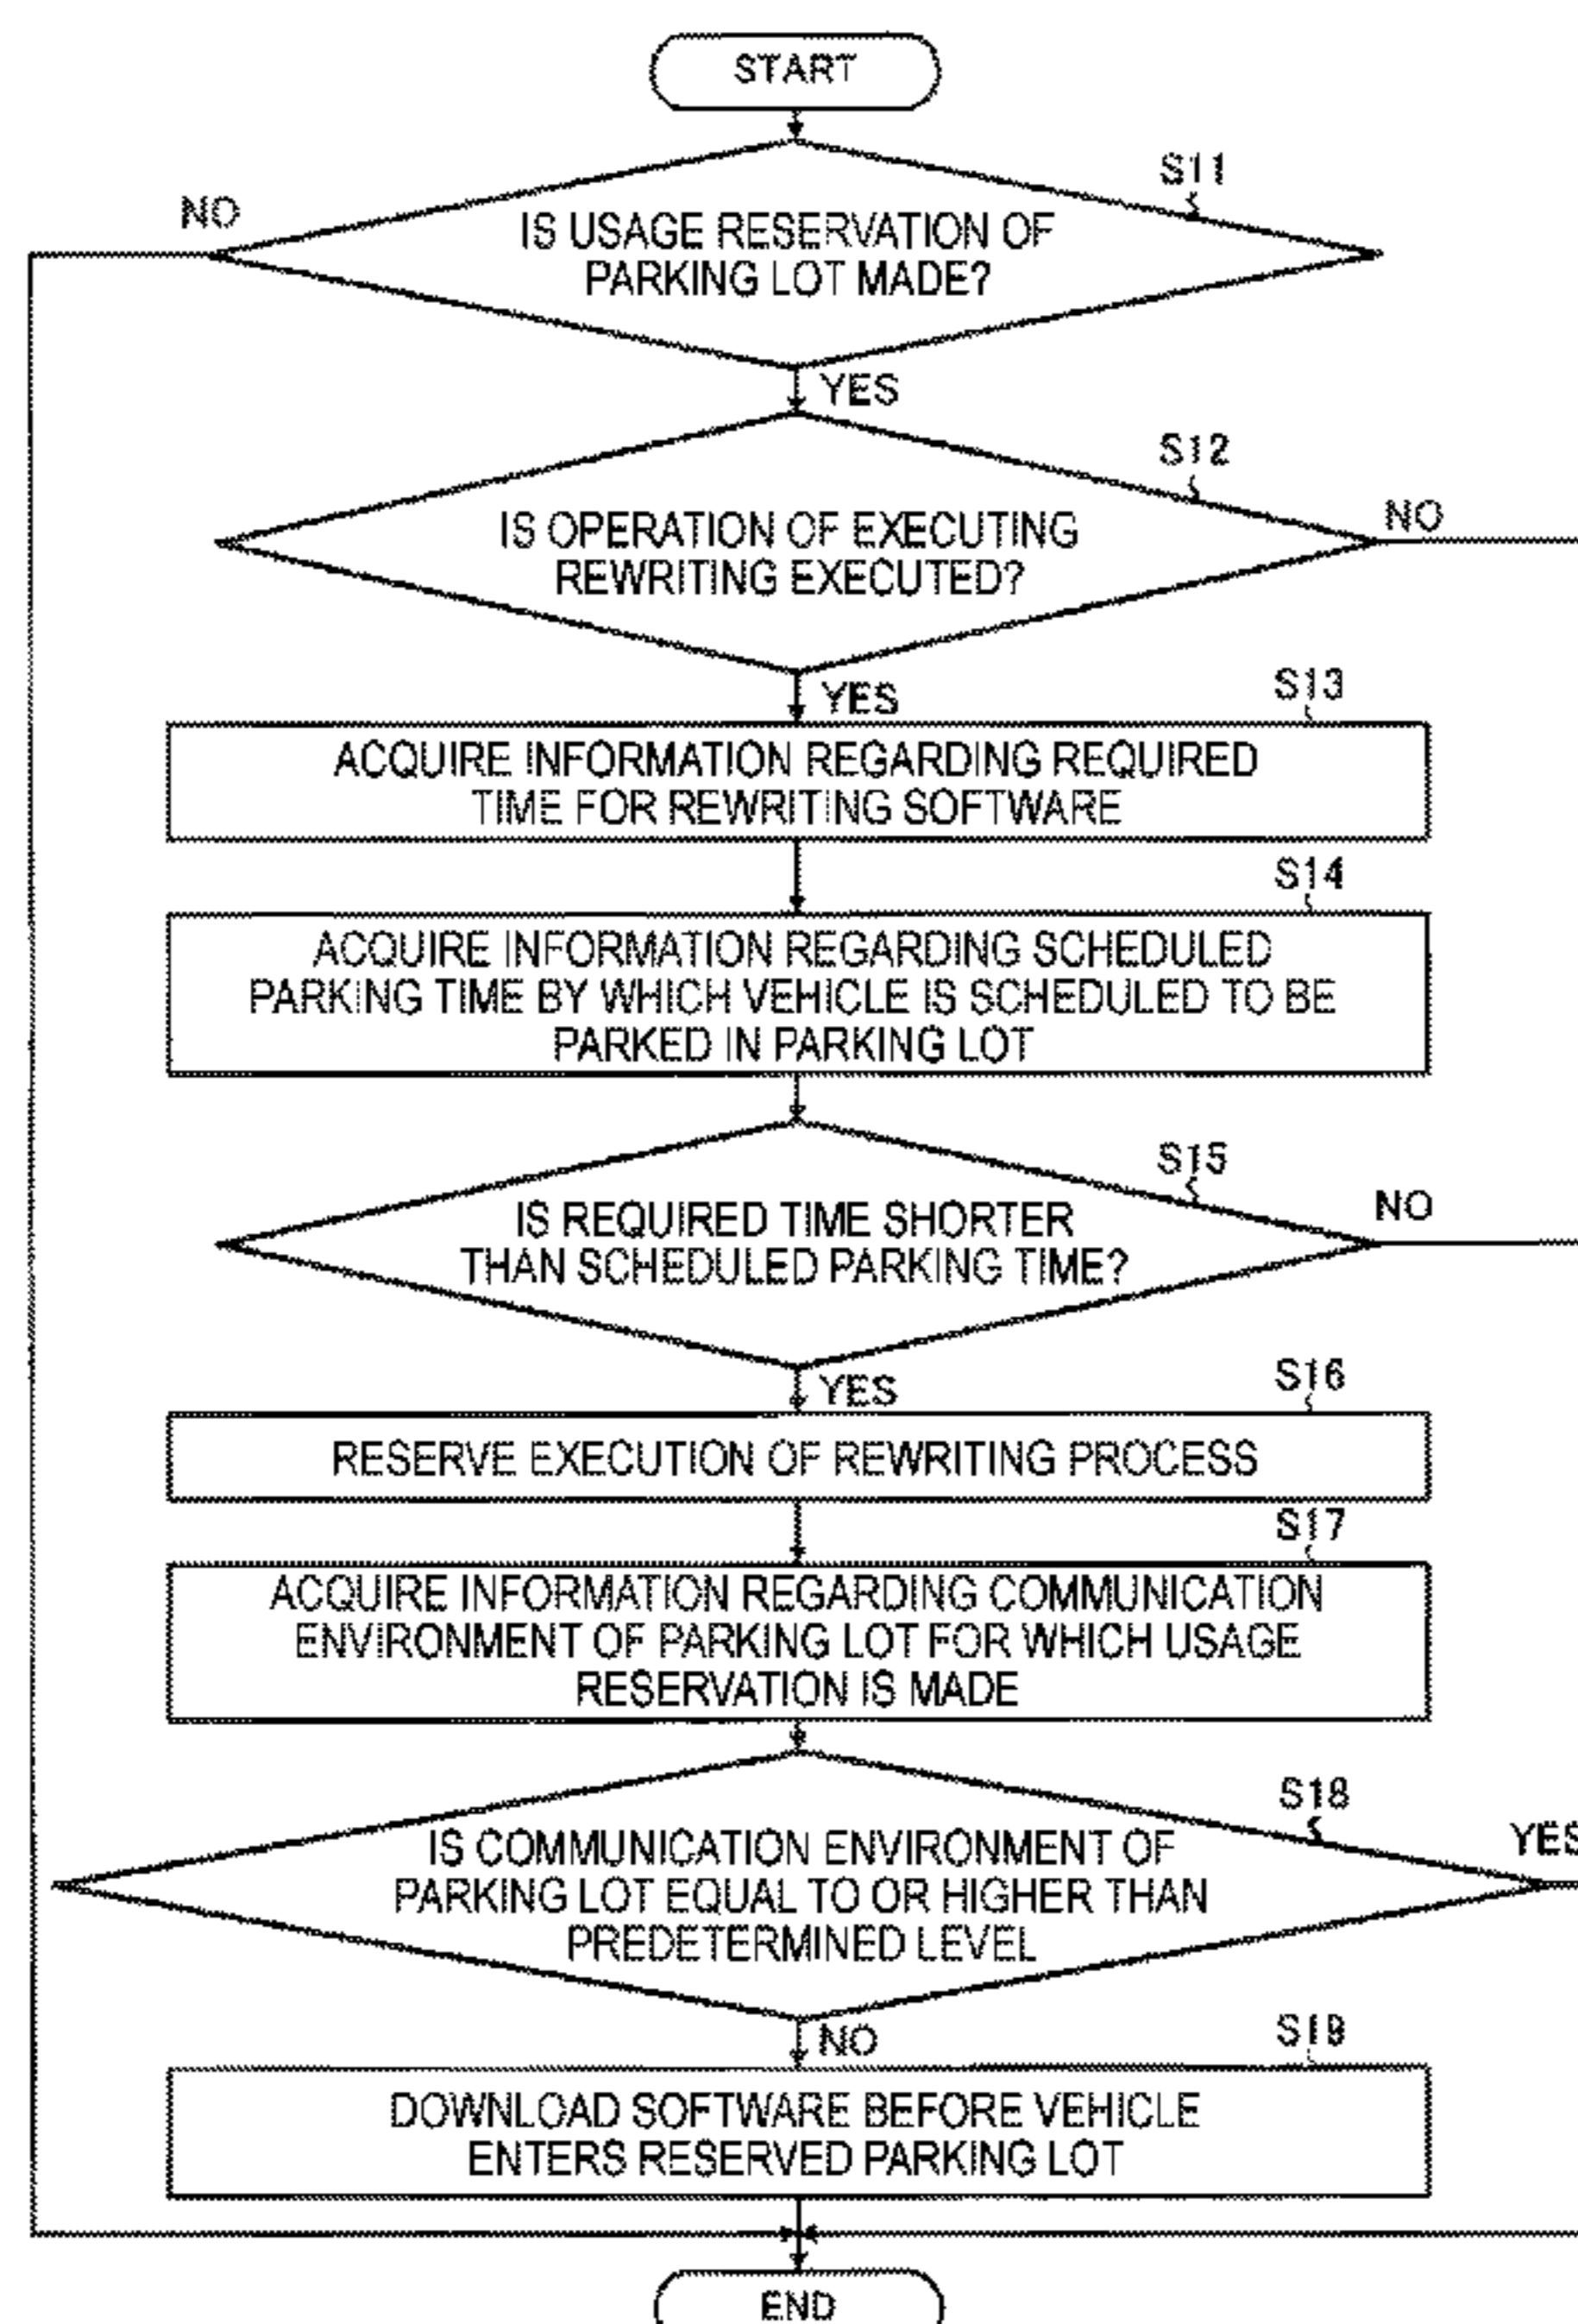 START
S11
NO
IS USAGE RESERVATION OF
PARKING LOT MADE?
YES
S12
NO
IS OPERATION OF EXECUTING
REWRITING EXECUTED?
YES
S13
ACQUIRE INFORMATION REGARDING REQUIRED
TIME FOR REWRITING SOFTWARE
S14
ACQUIRE INFORMATION REGARDING SCHEDULED
PARKING TIME BY WHICH VEHICLE IS SCHEDULED TO BE
PARKED IN PARKING LOT
S15
NO
IS REQUIRED TIME SHORTER
THAN SCHEDULED PARKING TIME?
YES
S16
RESERVE EXECUTION OF REWRITING PROCESS
S17
ACQUIRE INFORMATION REGARDING COMMUNICATION
ENVIRONMENT OF PARKING LOT FOR WHICH USAGE
RESERVATION IS MADE
S18
YES
IS COMMUNICATION ENVIRONMENT OF
PARKING LOT EQUAL TO OR HIGHER THAN
PREDETERMINED LEVEL
NO
S19
DOWNLOAD SOFTWARE BEFORE VEHICLE
ENTERS RESERVED PARKING LOT
END